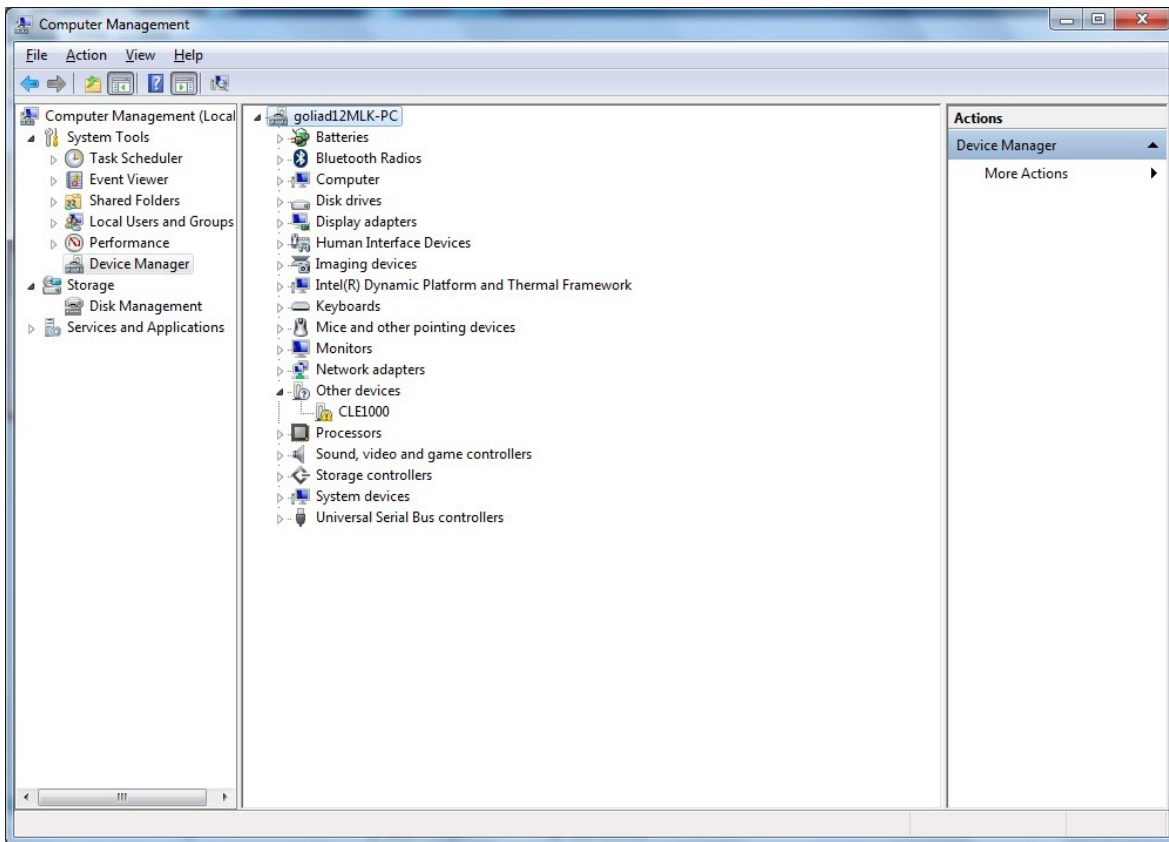 Computer Management
File Action View Help
Computer Management (Local
System Tools
Task Scheduler
Event Viewer
Shared Folders
Local Users and Groups
Performance
Device Manager
Storage
Disk Management
Services and Applications
goliad12MLK-PC
Batteries
Bluetooth Radios
Computer
Disk drives
Display adapters
Human Interface Devices
Imaging devices
Intel(R) Dynamic Platform and Thermal Framework
Keyboards
Mice and other pointing devices
Monitors
Network adapters
Other devices
CLE1000
Processors
Sound, video and game controllers
Storage controllers
System devices
Universal Serial Bus controllers
Actions
Device Manager
More Actions